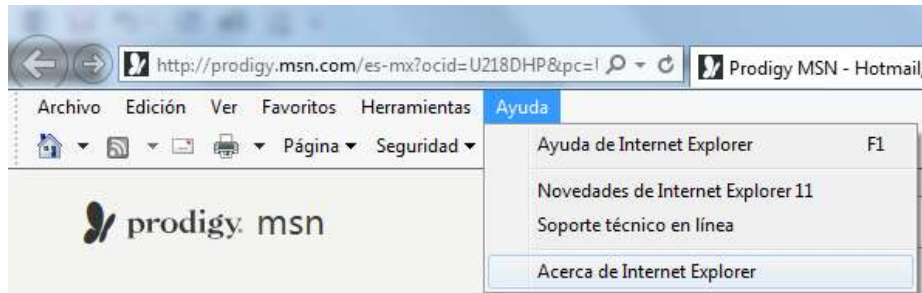 http://prodigy.msn.com/es-mx?ocid=U218DHP&pc=
Prodigy MSN - Hotmail,
Archivo Edición Ver Favoritos Herramientas Ayuda
Página Seguridad
Ayuda de Internet Explorer F1
Novedades de Internet Explorer 11
Soporte técnico en línea
Acerca de Internet Explorer
prodigy msn